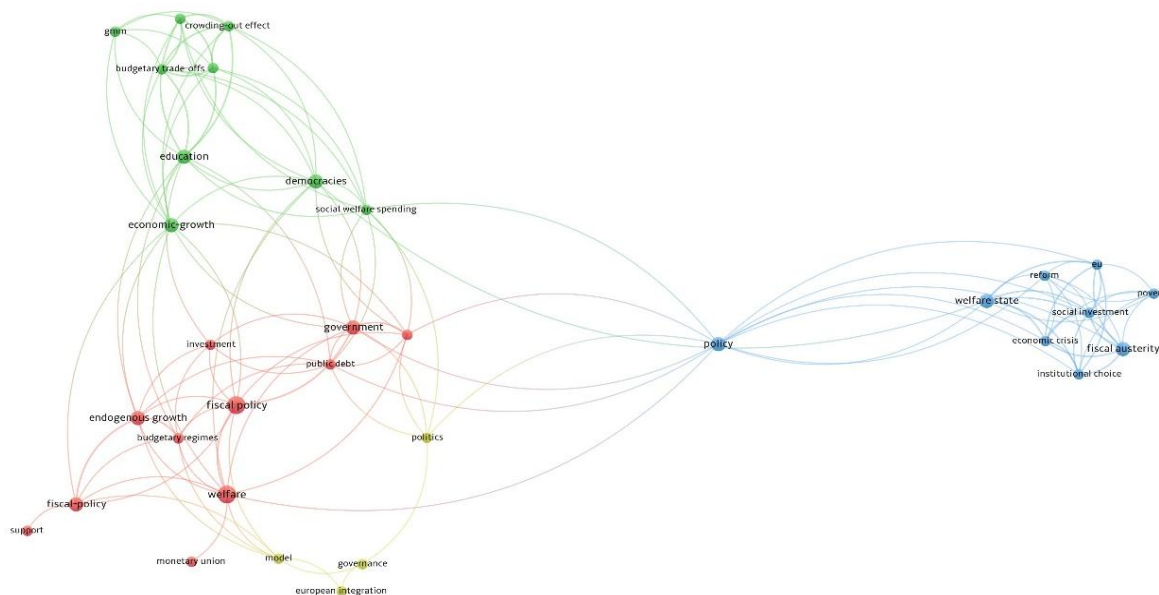 crowding-out effect
gmm
budgetary trade-offs
education
democracies
social welfare spending
economic-growth
government
investment
public debt
fiscal policy
endogenous growth
budgetary regimes
politics
welfare
fiscal-policy
support
monetary union
model
governance
european integration
policy
eu
reform
welfare state
social investment
economic crisis
fiscal austerity
institutional choice